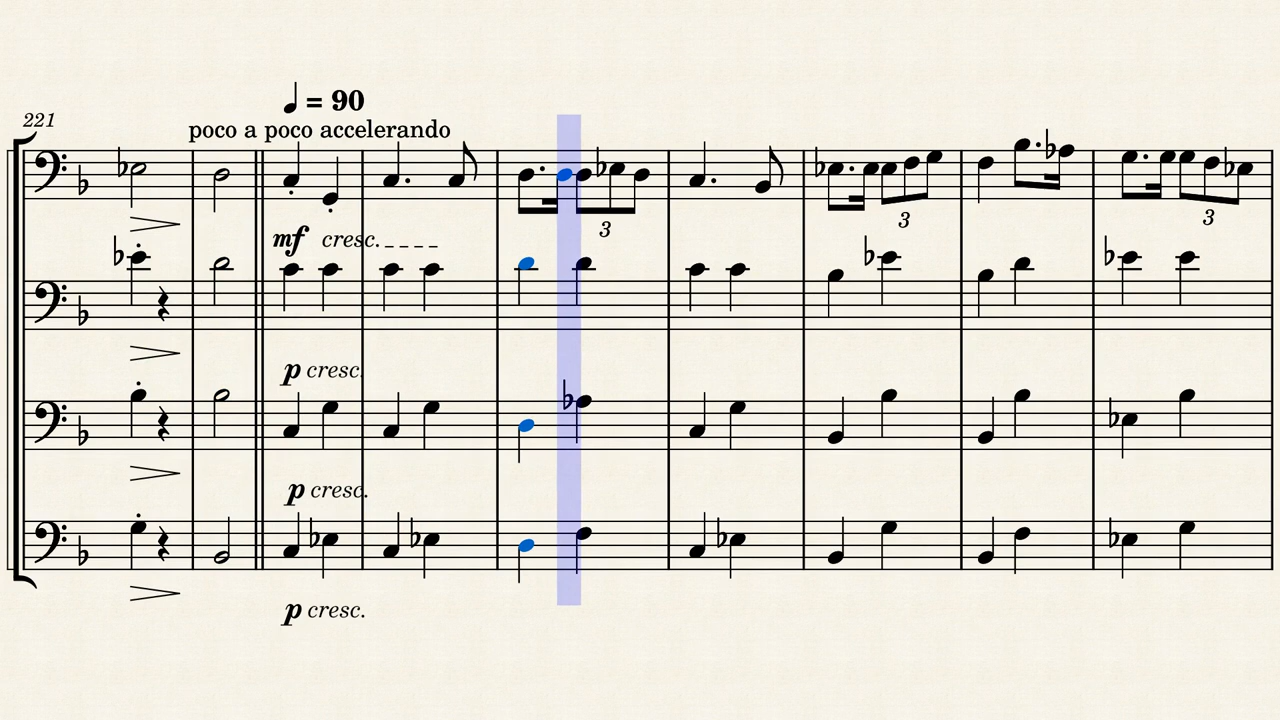 ♩ = 90
221
poco a poco accelerando
3
3
3
mf cresc.
p cresc.
p cresc.
p cresc.